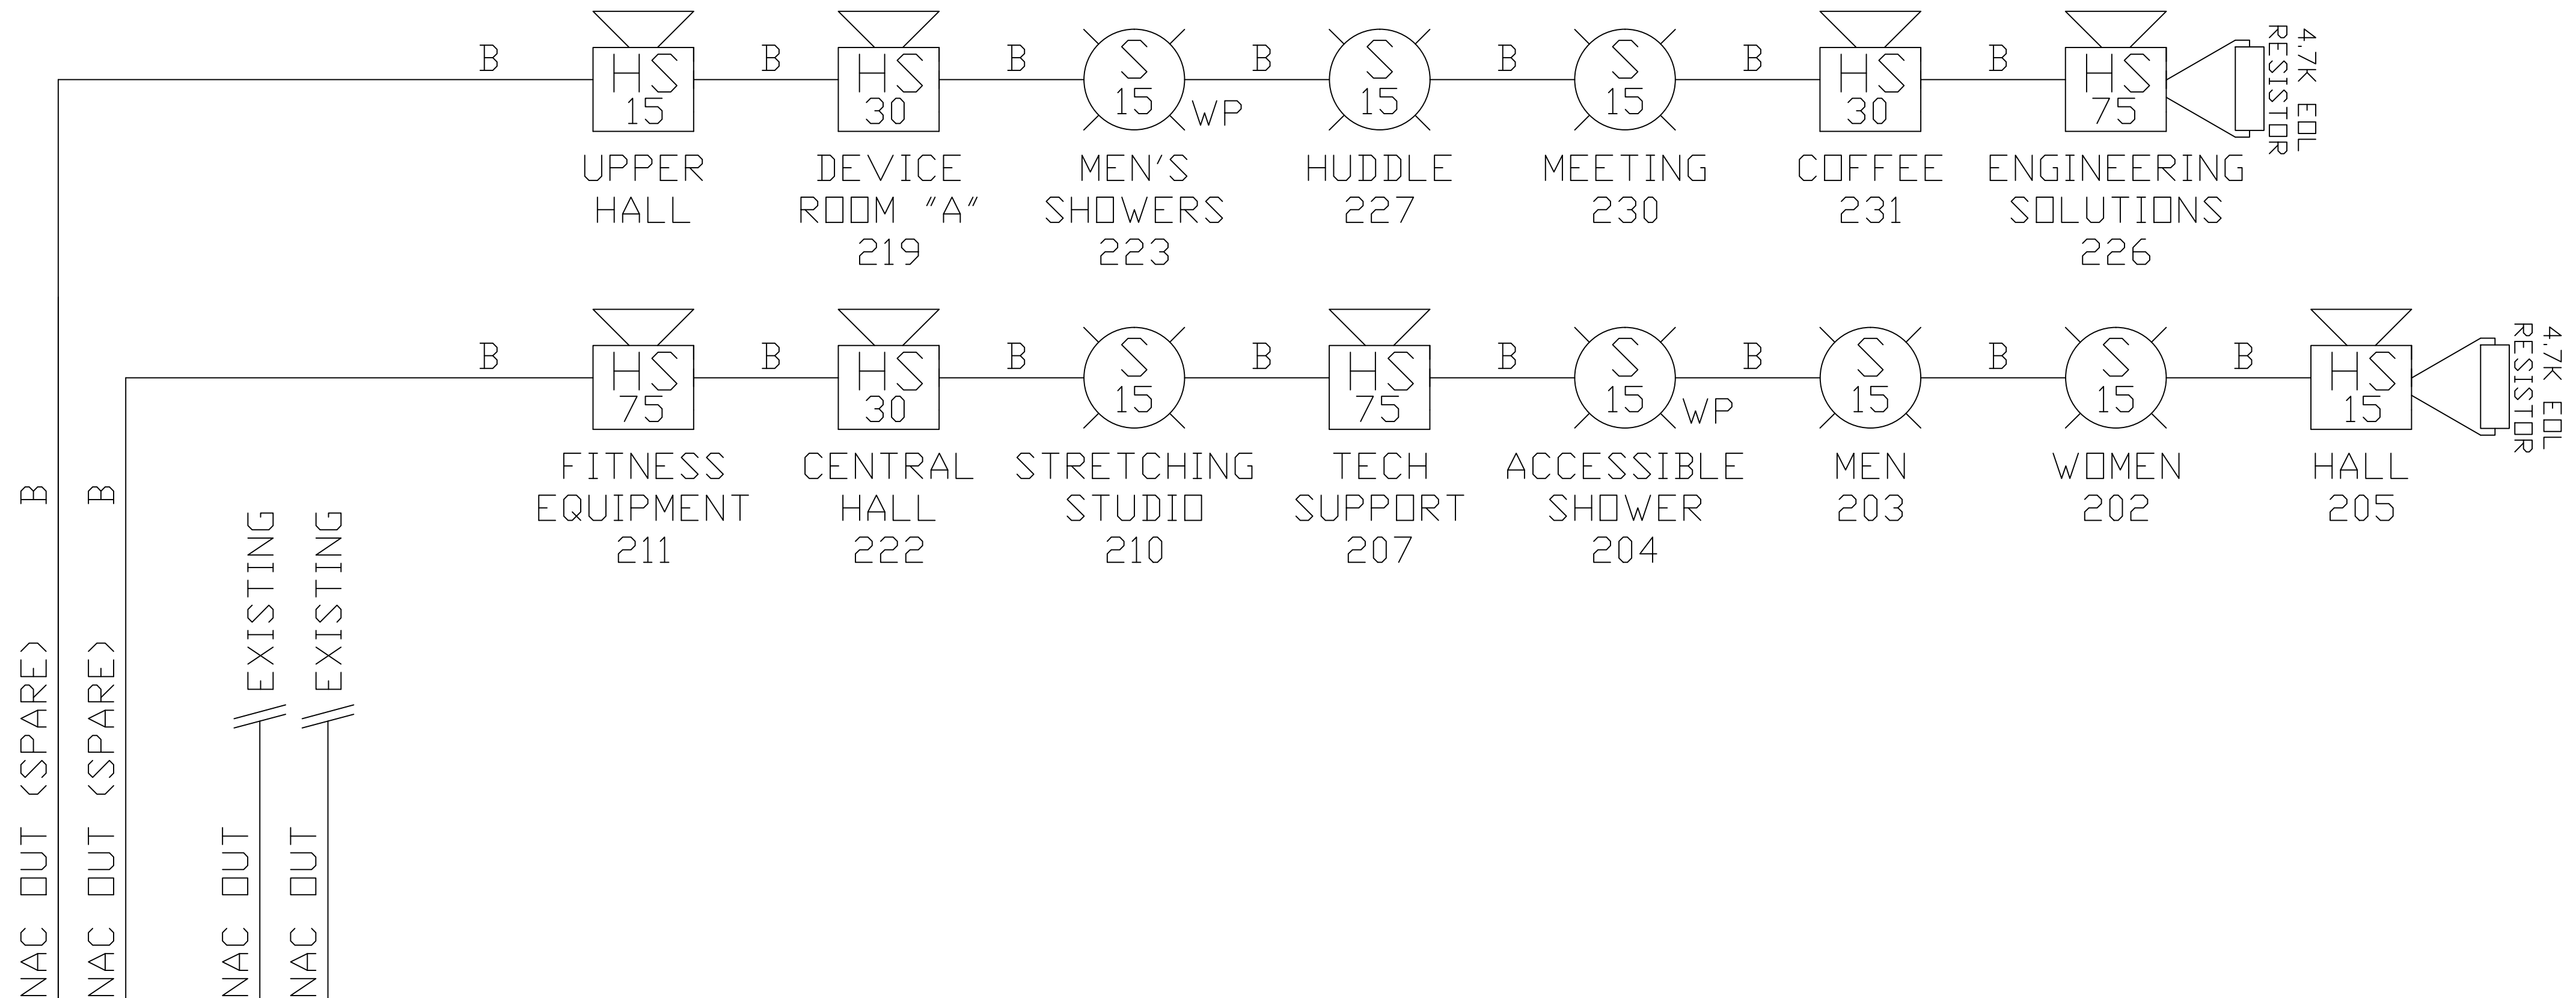 B B B B B B B
HS 15
HS 30
S 15 WP
S 15
S 15
HS 30
HS 75
4.7K EOL
RESISTOR
UPPER
HALL
DEVICE
ROOM "A"
219
MEN'S
SHOWERS
223
HUDDLE
227
MEETING
230
COFFEE
231
ENGINEERING
SOLUTIONS
226
B B B B B B B B
HS 75
HS 30
S 15
HS 75
S 15 WP
S 15
S 15
HS 15
4.7K EOL
RESISTOR
FITNESS
EQUIPMENT
211
CENTRAL
HALL
222
STRETCHING
STUDIO
210
TECH
SUPPORT
207
ACCESSIBLE
SHOWER
204
MEN
203
WOMEN
202
HALL
205
NAC OUT (SPARE) B
NAC OUT (SPARE) B
NAC OUT EXISTING
NAC OUT EXISTING